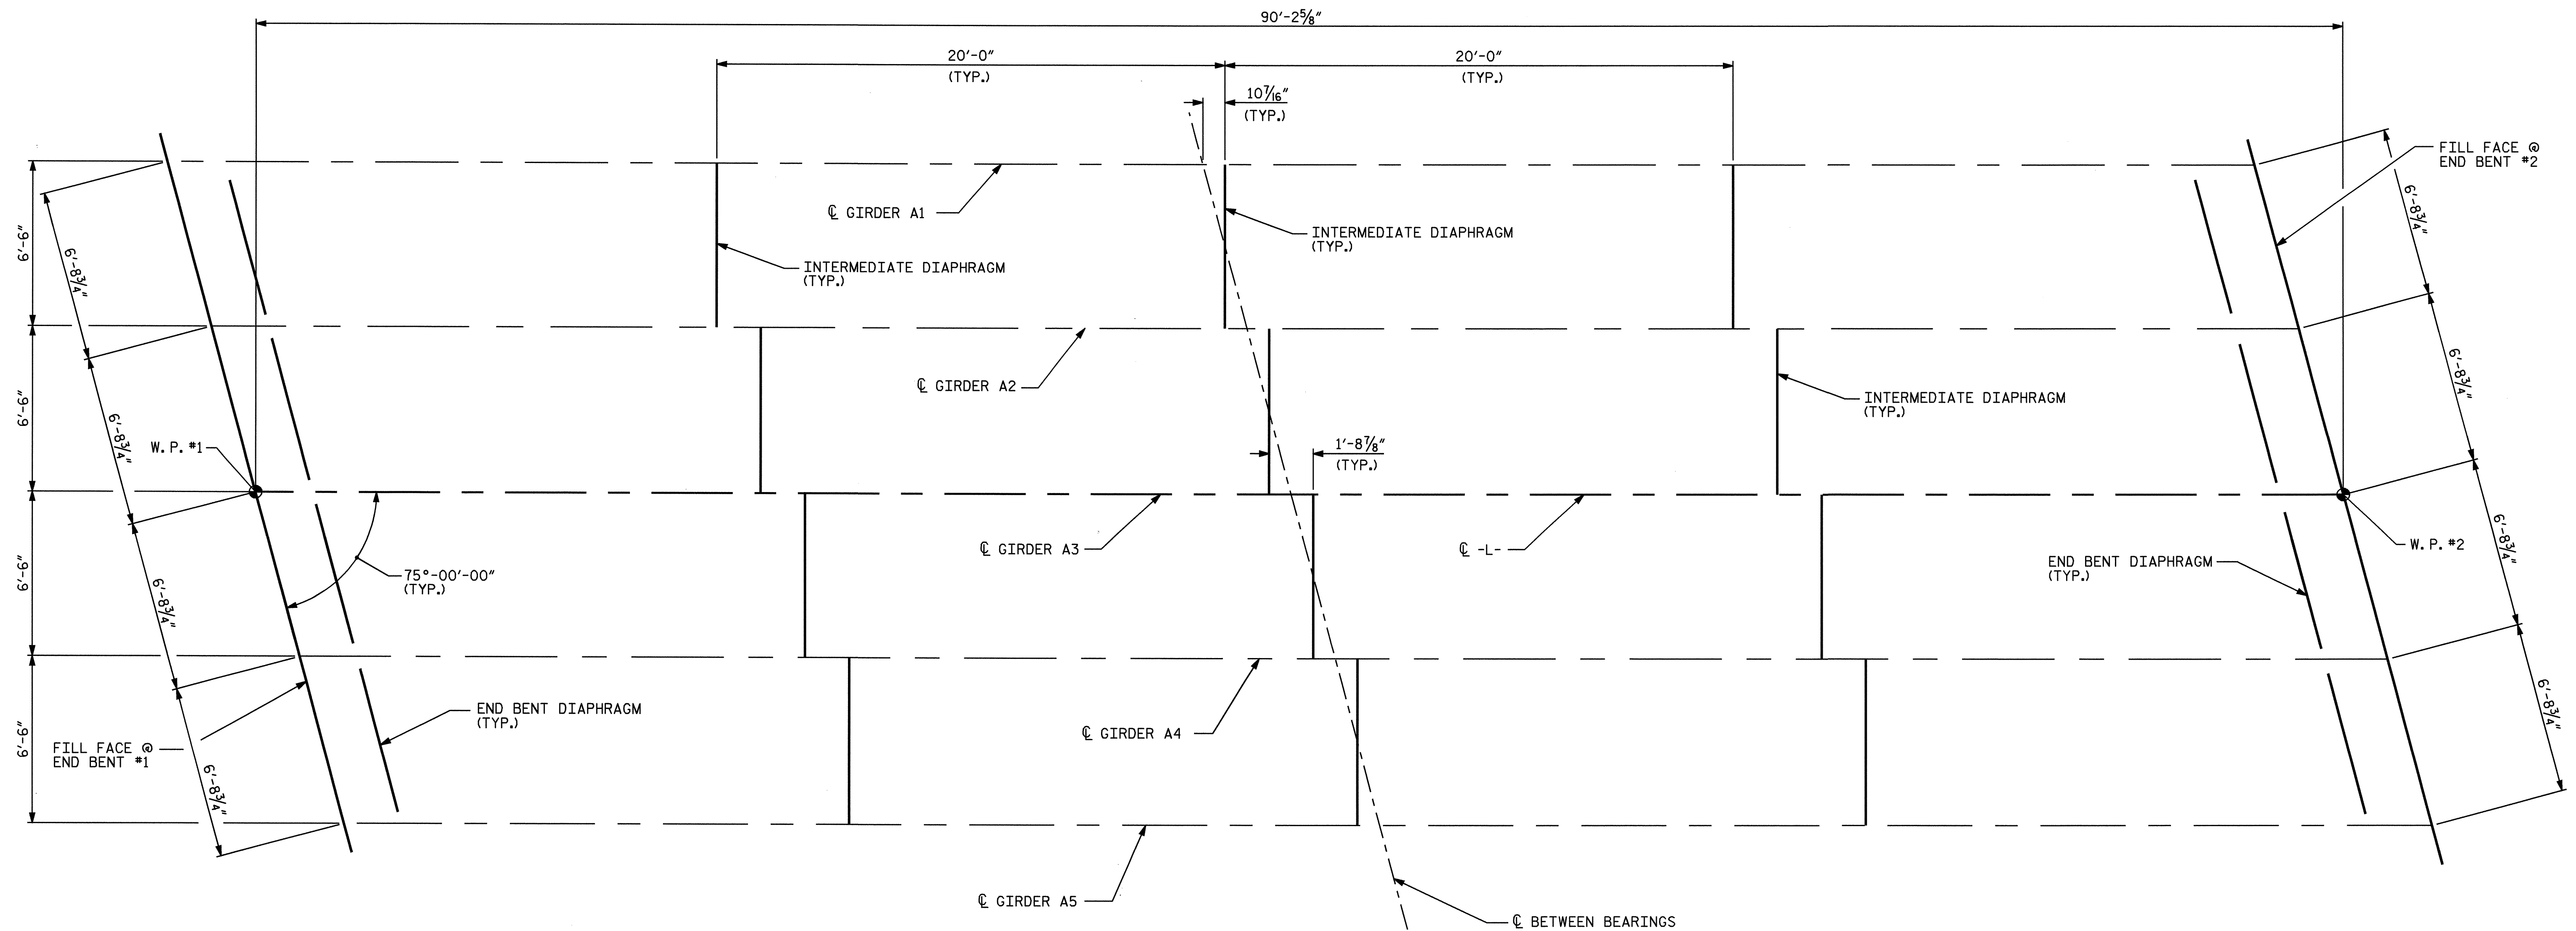 90'-2⅝"
20'-0"
(TYP.)
20'-0"
(TYP.)
10⁷⁄₁₆"
(TYP.)
FILL FACE @
END BENT #2
6'-8¾"
℄ GIRDER A1
INTERMEDIATE DIAPHRAGM
(TYP.)
6'-6"
6'-8¾"
INTERMEDIATE DIAPHRAGM
(TYP.)
6'-8¾"
℄ GIRDER A2
INTERMEDIATE DIAPHRAGM
(TYP.)
6'-6"
6'-8¾"
W.P. #1
1'-8⅞"
(TYP.)
℄ GIRDER A3
℄ -L-
W.P. #2
6'-8¾"
END BENT DIAPHRAGM
(TYP.)
75°-00'-00"
(TYP.)
6'-6"
6'-8¾"
END BENT DIAPHRAGM
(TYP.)
6'-8¾"
℄ GIRDER A4
6'-6"
FILL FACE @
END BENT #1
6'-8¾"
℄ GIRDER A5
℄ BETWEEN BEARINGS